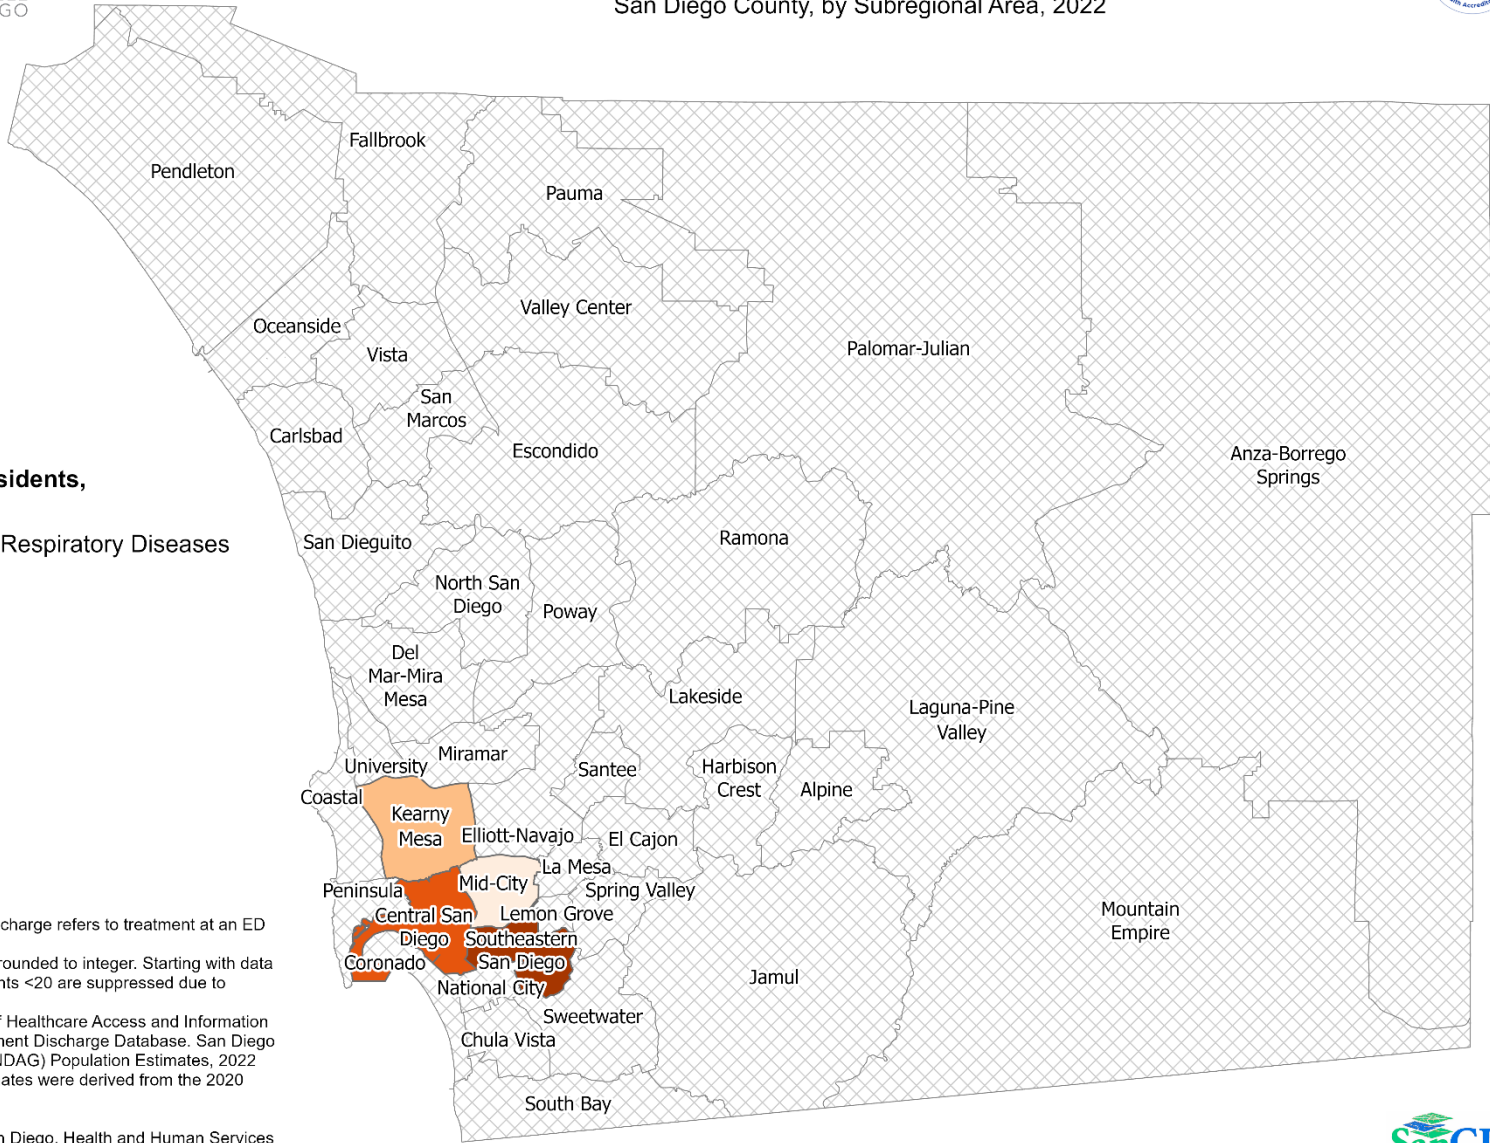 GO
San Diego County, by Subregional Area, 2022
Fallbrook
Pendleton
Pauma
Valley Center
Oceanside
Vista
Palomar-Julian
San
Marcos
Carlsbad
Escondido
Anza-Borrego
Springs
sidents,
Respiratory Diseases
San Dieguito
Ramona
North San
Diego
Poway
Del
Mar-Mira
Mesa
Lakeside
Laguna-Pine
Valley
Miramar
University
Santee
Harbison
Crest
Alpine
Coastal
Kearny
Mesa
Elliott-Navajo
El Cajon
La Mesa
Mid-City
Peninsula
Spring Valley
Lemon Grove
Central San
Diego
Mountain
Empire
Southeastern
San Diego
Coronado
Jamul
National City
Sweetwater
Chula Vista
South Bay
charge refers to treatment at an ED
rounded to integer. Starting with data
nts <20 are suppressed due to
f Healthcare Access and Information
ment Discharge Database. San Diego
NDAG) Population Estimates, 2022
ates were derived from the 2020
n Diego, Health and Human Services